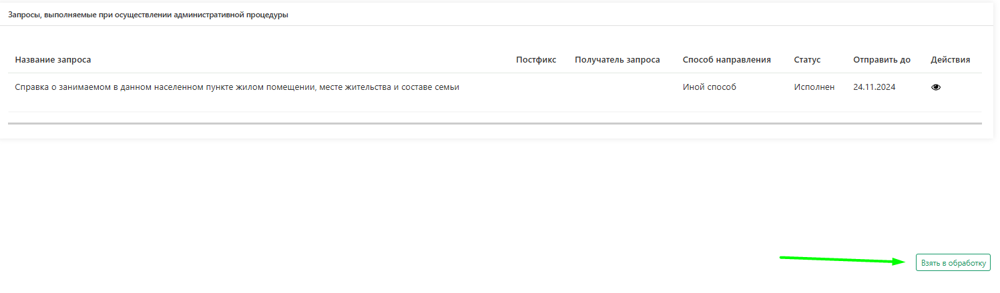 Запросы, выполняемые при осуществлении административной процедуры
Название запроса Постфикс Получатель запроса Способ направления Статус Отправить до Действия
Справка о занимаемом в данном населенном пункте жилом помещении, месте жительства и составе семьи Иной способ Исполнен 24.11.2024
Взять в обработку